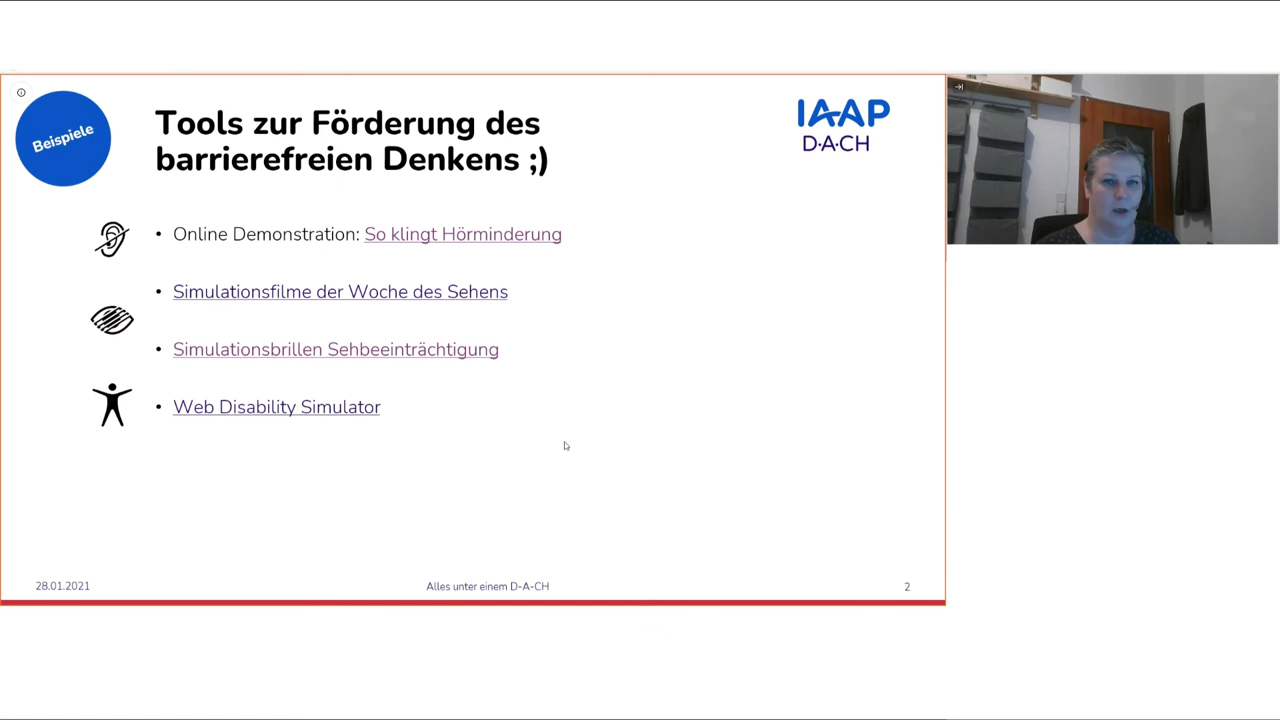 Beispiele
Tools zur Förderung des
barrierefreien Denkens ;)
IAAP
D·A·CH
• Online Demonstration: So klingt Hörminderung
• Simulationsfilme der Woche des Sehens
• Simulationsbrillen Sehbeeinträchtigung
• Web Disability Simulator
28.01.2021
Alles unter einem D-A-CH
2